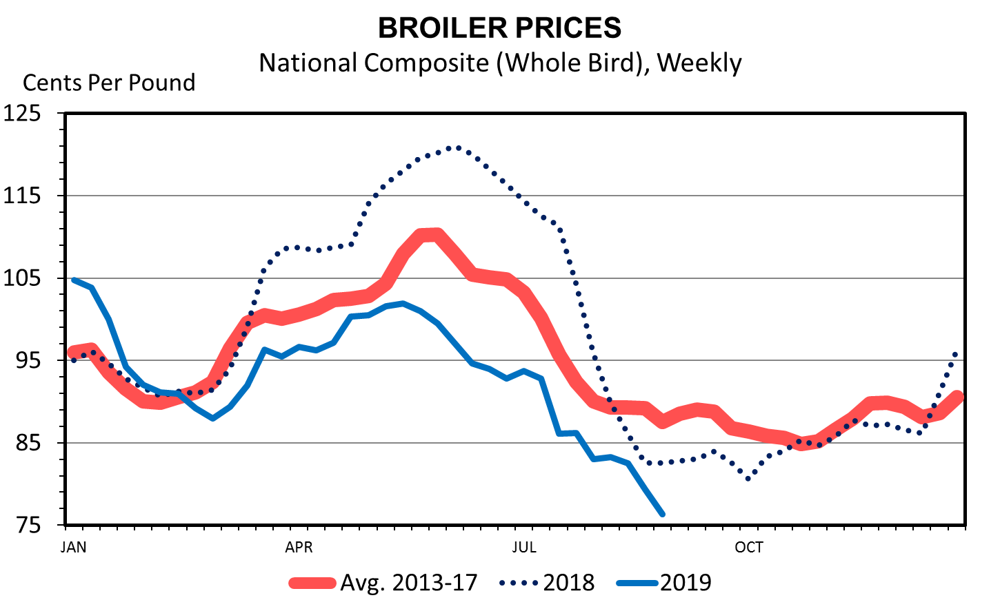 BROILER PRICES
National Composite (Whole Bird), Weekly
Cents Per Pound
125
115
105
95
85
75
JAN APR JUL OCT
Avg. 2013-17 2018 2019